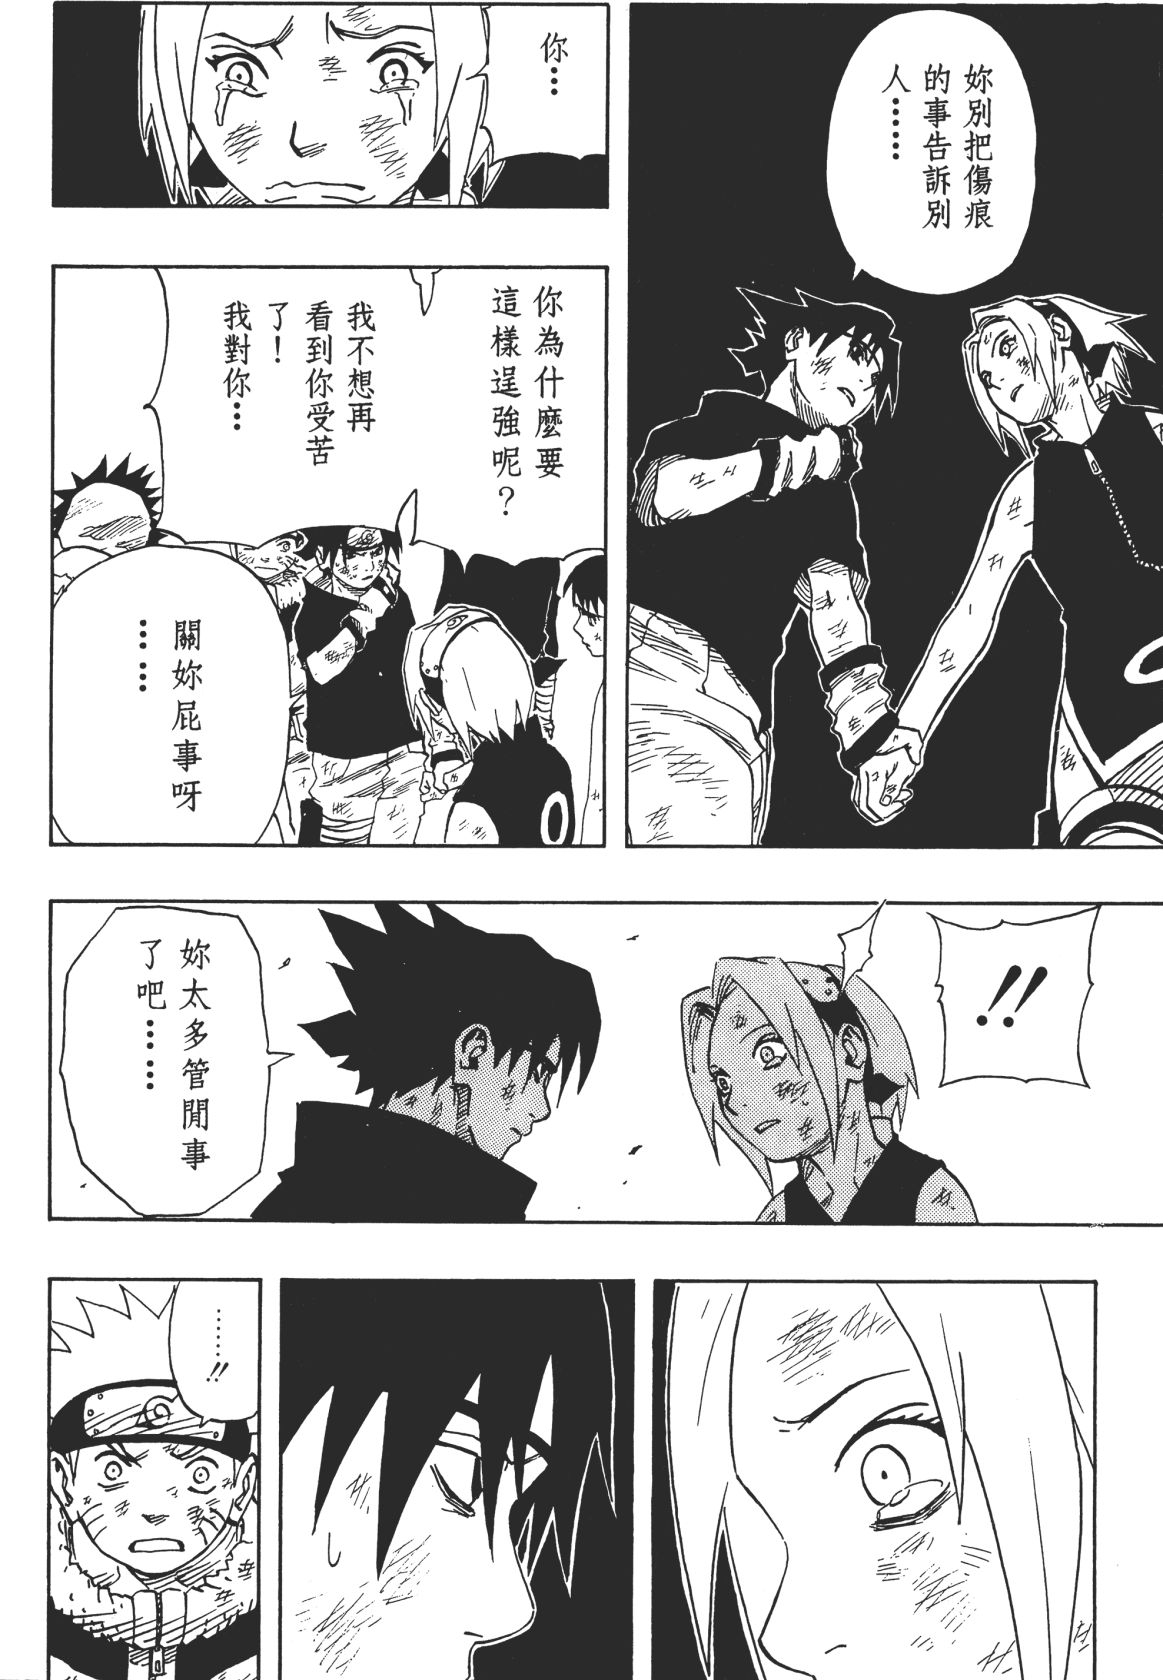 妳別把傷痕
的事告訴別
人……
你…
你為什麼要
這樣逞強呢？
我不想再
看到你受苦
了！
我對你…
關妳屁事呀
……
!!
妳太多管閒事
了吧……
……!!